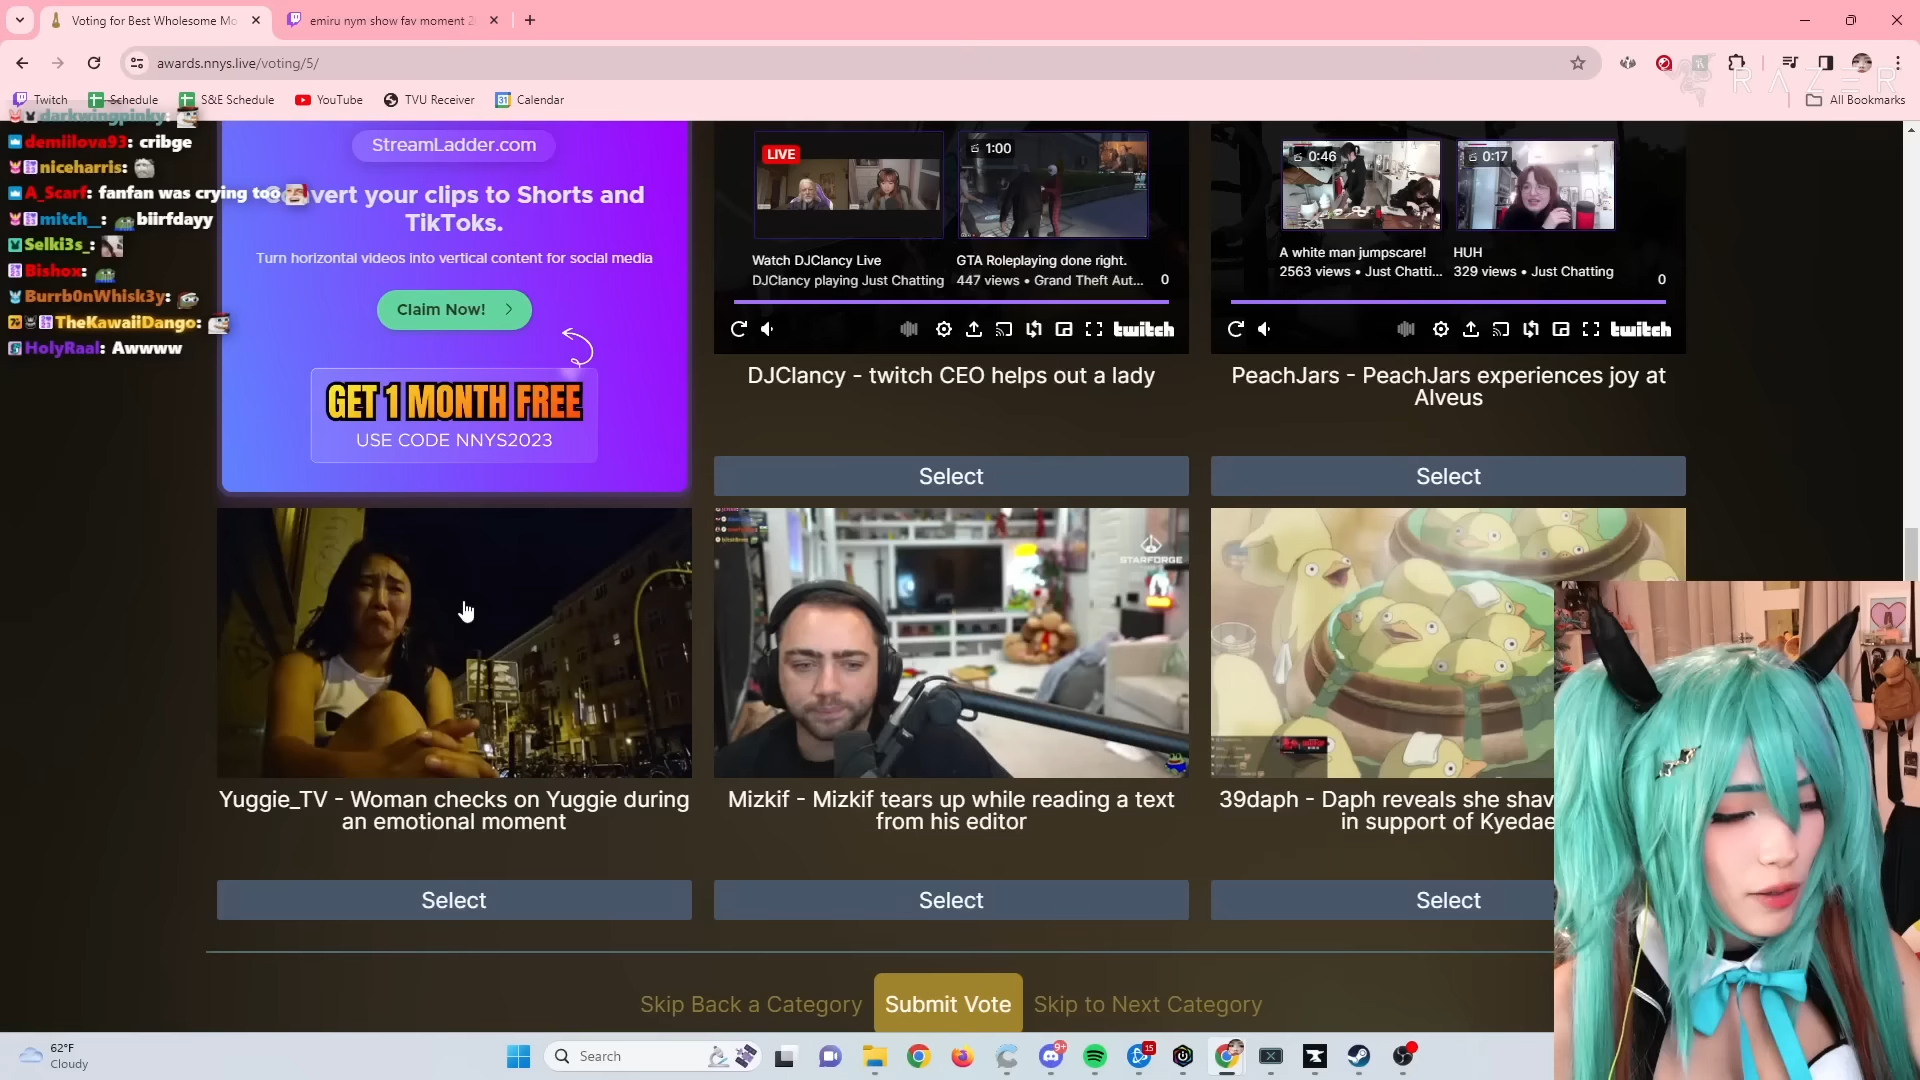 Voting for Best Wholesome Mo
emiru nym show fav moment 2
awards.nnys.live/voting/5/
RAZER
Twitch
Schedule
S&E Schedule
YouTube
TVU Receiver
31
Calendar
All Bookmarks
darkwingpinky:
demiilova93: cribge
niceharris:
A_Scarf: fanfan was crying too
mitch__: biirfdayy
Selki3s_:
Bishox:
Burrb0nWhisk3y:
TheKawaiiDango:
HolyRaal: Awwww
StreamLadder.com
vert your clips to Shorts and
TikToks.
Turn horizontal videos into vertical content for social media
Claim Now!
GET 1 MONTH FREE
USE CODE NNYS2023
LIVE
1:00
Watch DJClancy Live
DJClancy playing Just Chatting
GTA Roleplaying done right.
447 views • Grand Theft Aut...
0
twitch
DJClancy - twitch CEO helps out a lady
Select
0:46
0:17
A white man jumpscare!
2563 views • Just Chatti...
HUH
329 views • Just Chatting
0
twitch
PeachJars - PeachJars experiences joy at
Alveus
Select
Yuggie_TV - Woman checks on Yuggie during
an emotional moment
Select
STARFORGE
Mizkif - Mizkif tears up while reading a text
from his editor
Select
39daph - Daph reveals she shav
in support of Kyedae
Select
Skip Back a Category
Submit Vote
Skip to Next Category
62°F
Cloudy
Search
9+
15